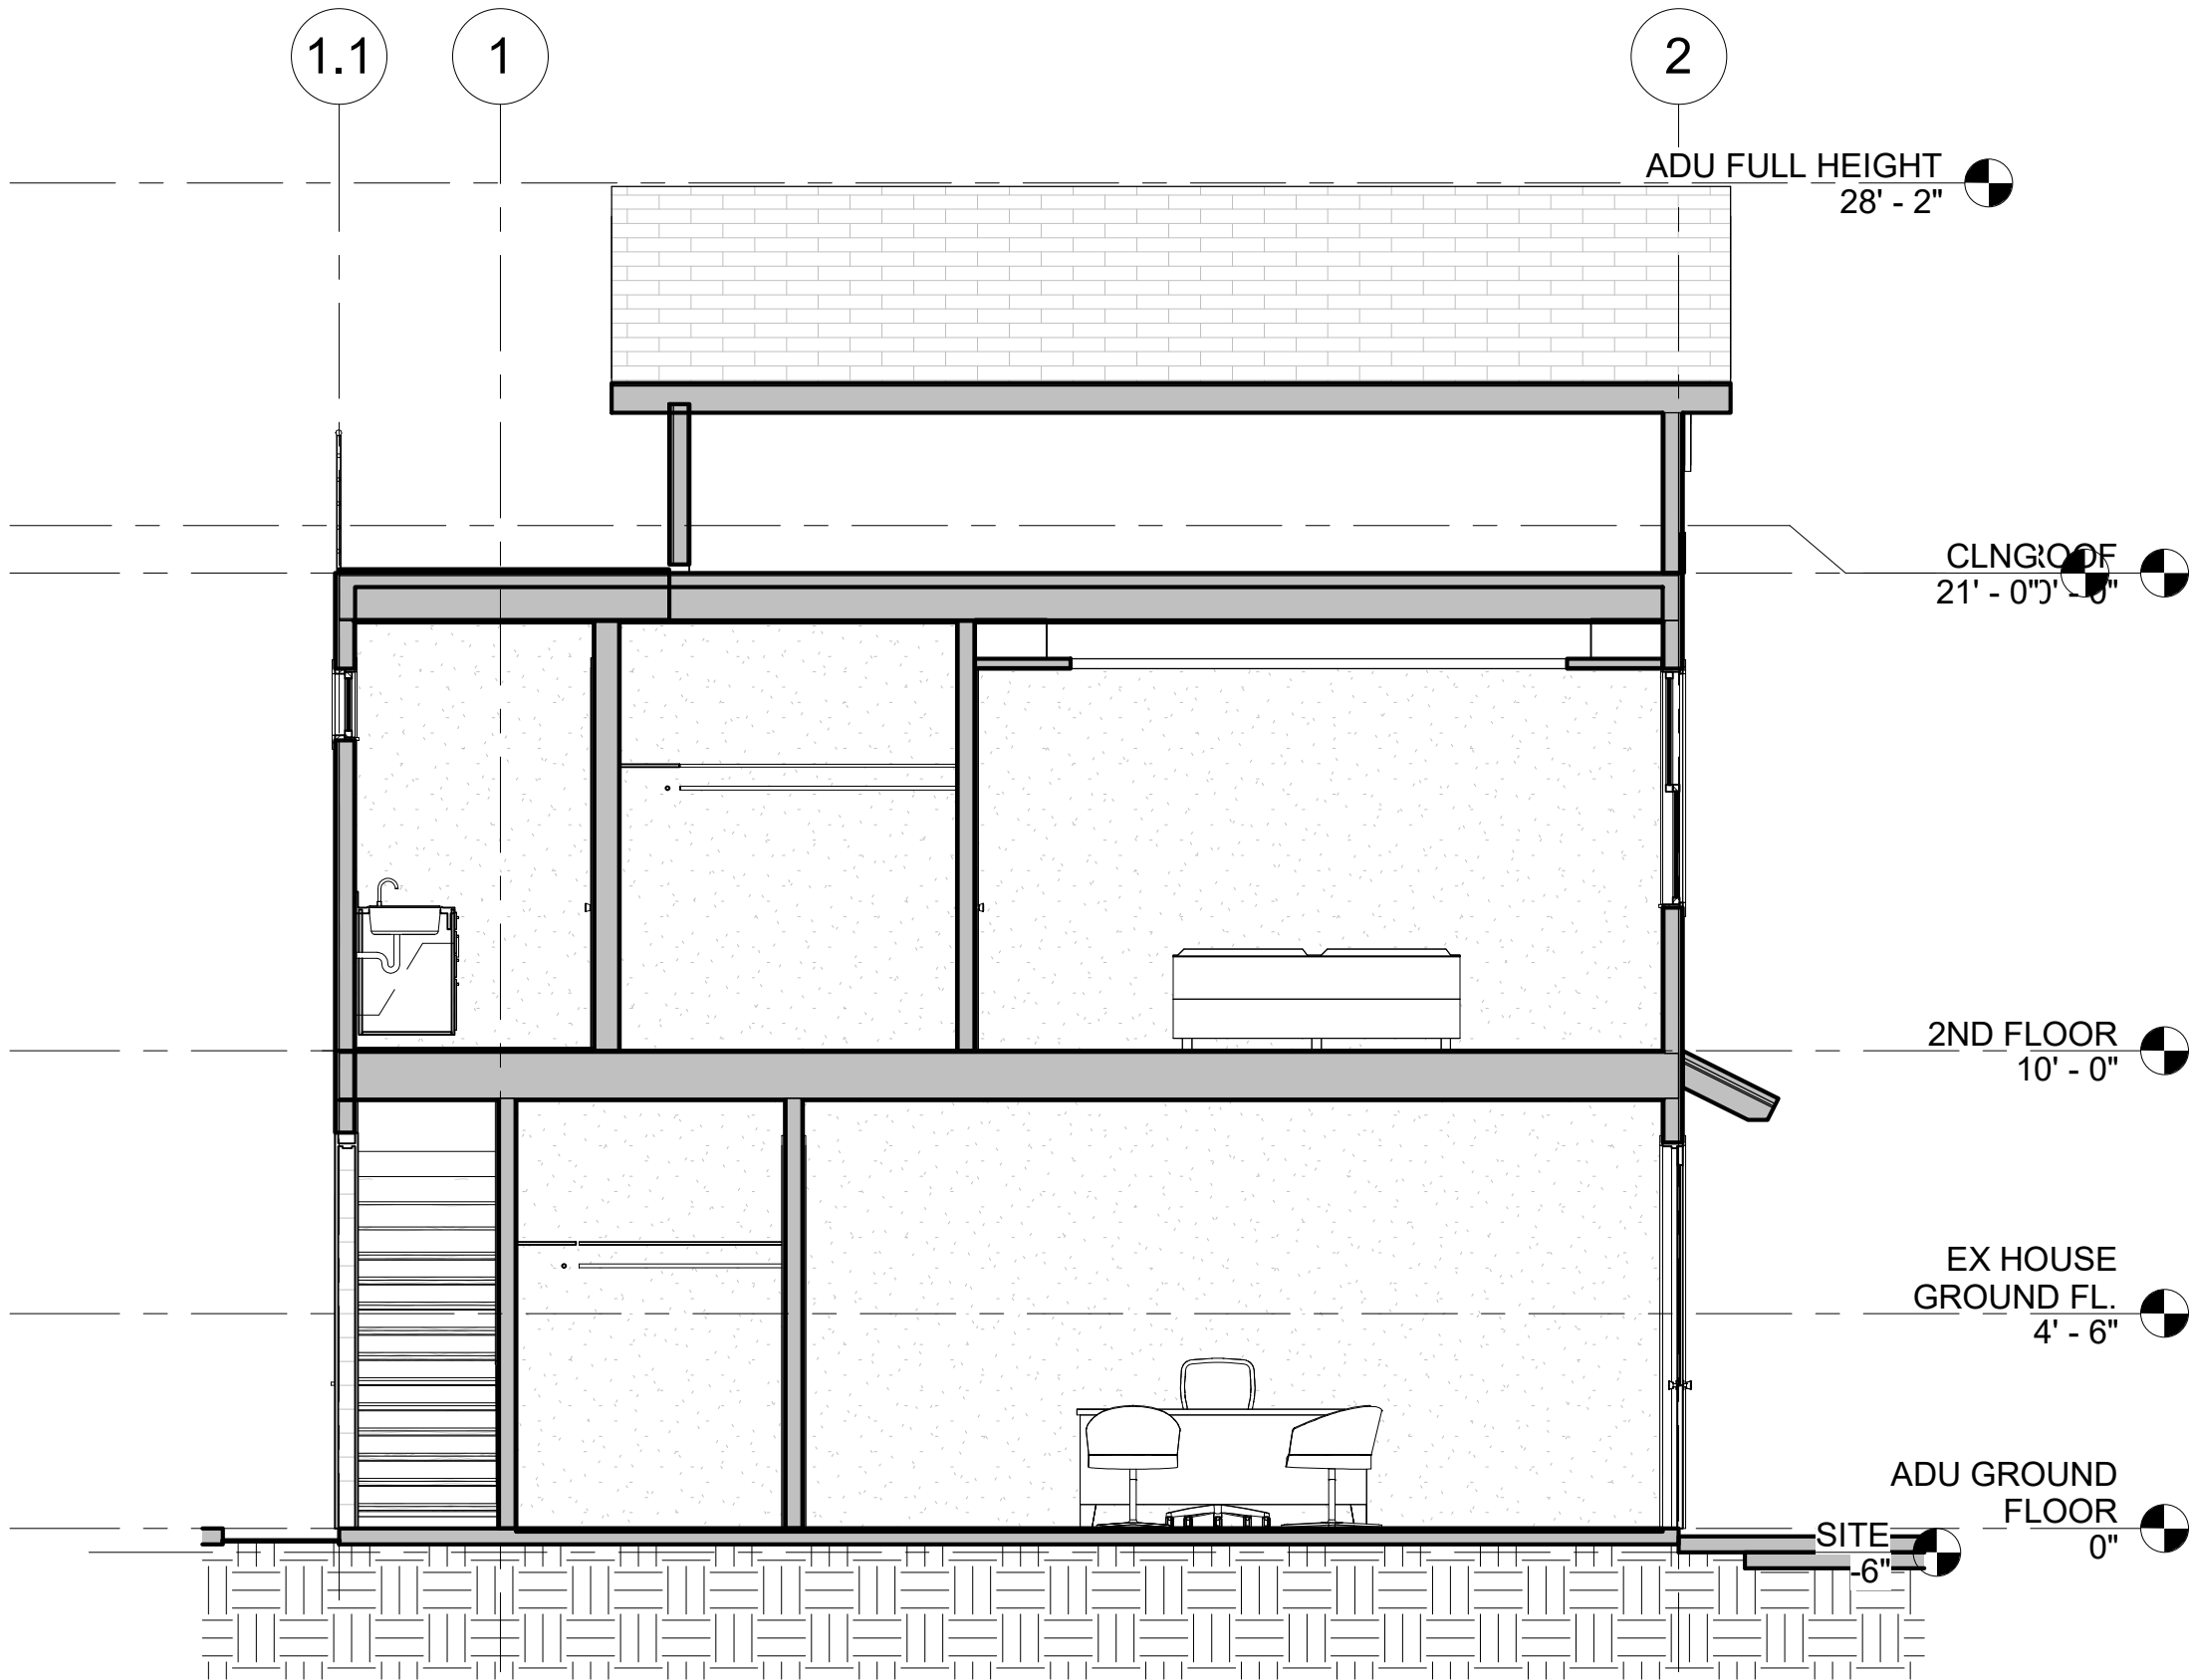 1.1
1
2
ADU FULL HEIGHT
28' - 2"
CLNG
21' - 0"
2ND FLOOR
10' - 0"
EX HOUSE
GROUND FL.
4' - 6"
ADU GROUND
FLOOR
0"
SITE
-6"